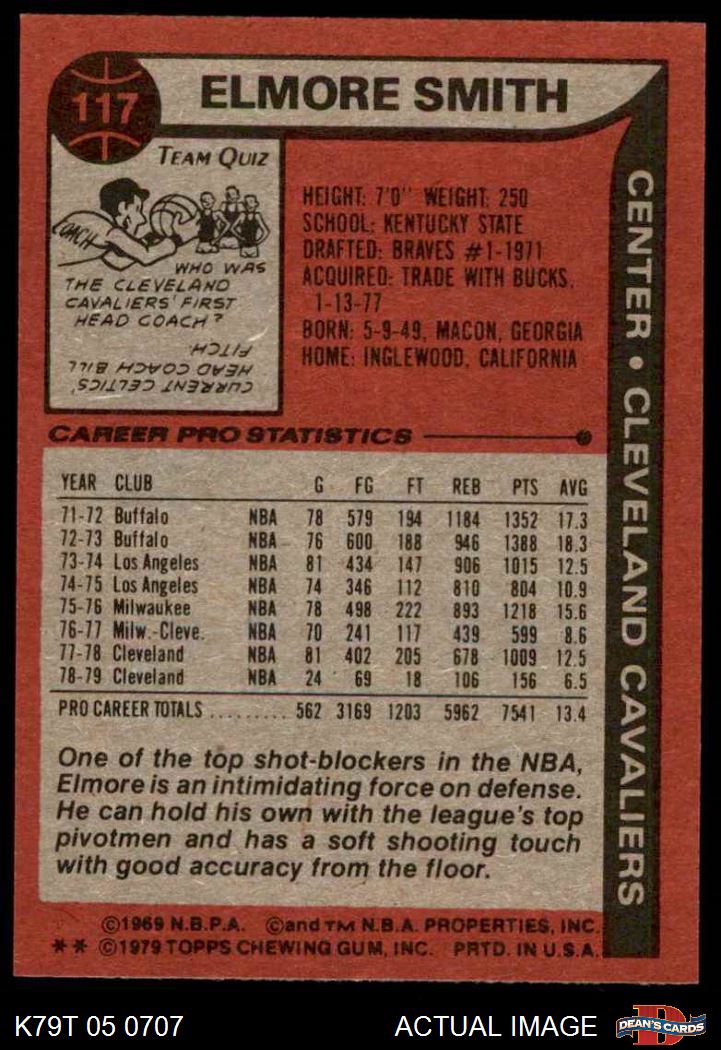 117
ELMORE SMITH
TEAM QUIZ
COACH
WHO WAS
THE CLEVELAND
CAVALIERS' FIRST
HEAD COACH?
CURRENT CELTICS'
HEAD COACH BILL
FITCH
HEIGHT: 7'0" WEIGHT: 250
SCHOOL: KENTUCKY STATE
DRAFTED: BRAVES #1-1971
ACQUIRED: TRADE WITH BUCKS,
1-13-77
BORN: 5-9-49, MACON, GEORGIA
HOME: INGLEWOOD, CALIFORNIA
CENTER • CLEVELAND CAVALIERS
CAREER PRO STATISTICS
YEAR CLUB G FG FT REB PTS AVG
71-72 Buffalo NBA 78 579 194 1184 1352 17.3
72-73 Buffalo NBA 76 600 188 946 1388 18.3
73-74 Los Angeles NBA 81 434 147 906 1015 12.5
74-75 Los Angeles NBA 74 346 112 810 804 10.9
75-76 Milwaukee NBA 78 498 222 893 1218 15.6
76-77 Milw.-Cleve. NBA 70 241 117 439 599 8.6
77-78 Cleveland NBA 81 402 205 678 1009 12.5
78-79 Cleveland NBA 24 69 18 106 156 6.5
PRO CAREER TOTALS ......... 562 3169 1203 5962 7541 13.4
One of the top shot-blockers in the NBA,
Elmore is an intimidating force on defense.
He can hold his own with the league's top
pivotmen and has a soft shooting touch
with good accuracy from the floor.
©1969 N.B.P.A. ©and TM N.B.A. PROPERTIES, INC.
** ©1979 TOPPS CHEWING GUM, INC. PRTD. IN U.S.A.
K79T 05 0707
ACTUAL IMAGE
D
DEAN'S CARDS